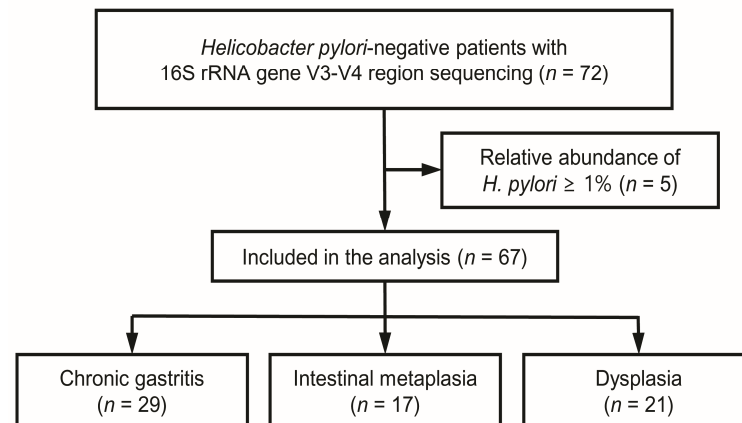 Helicobacter pylori-negative patients with
16S rRNA gene V3-V4 region sequencing (n = 72)
Relative abundance of
H. pylori ≥ 1% (n = 5)
Included in the analysis (n = 67)
Chronic gastritis
(n = 29)
Intestinal metaplasia
(n = 17)
Dysplasia
(n = 21)